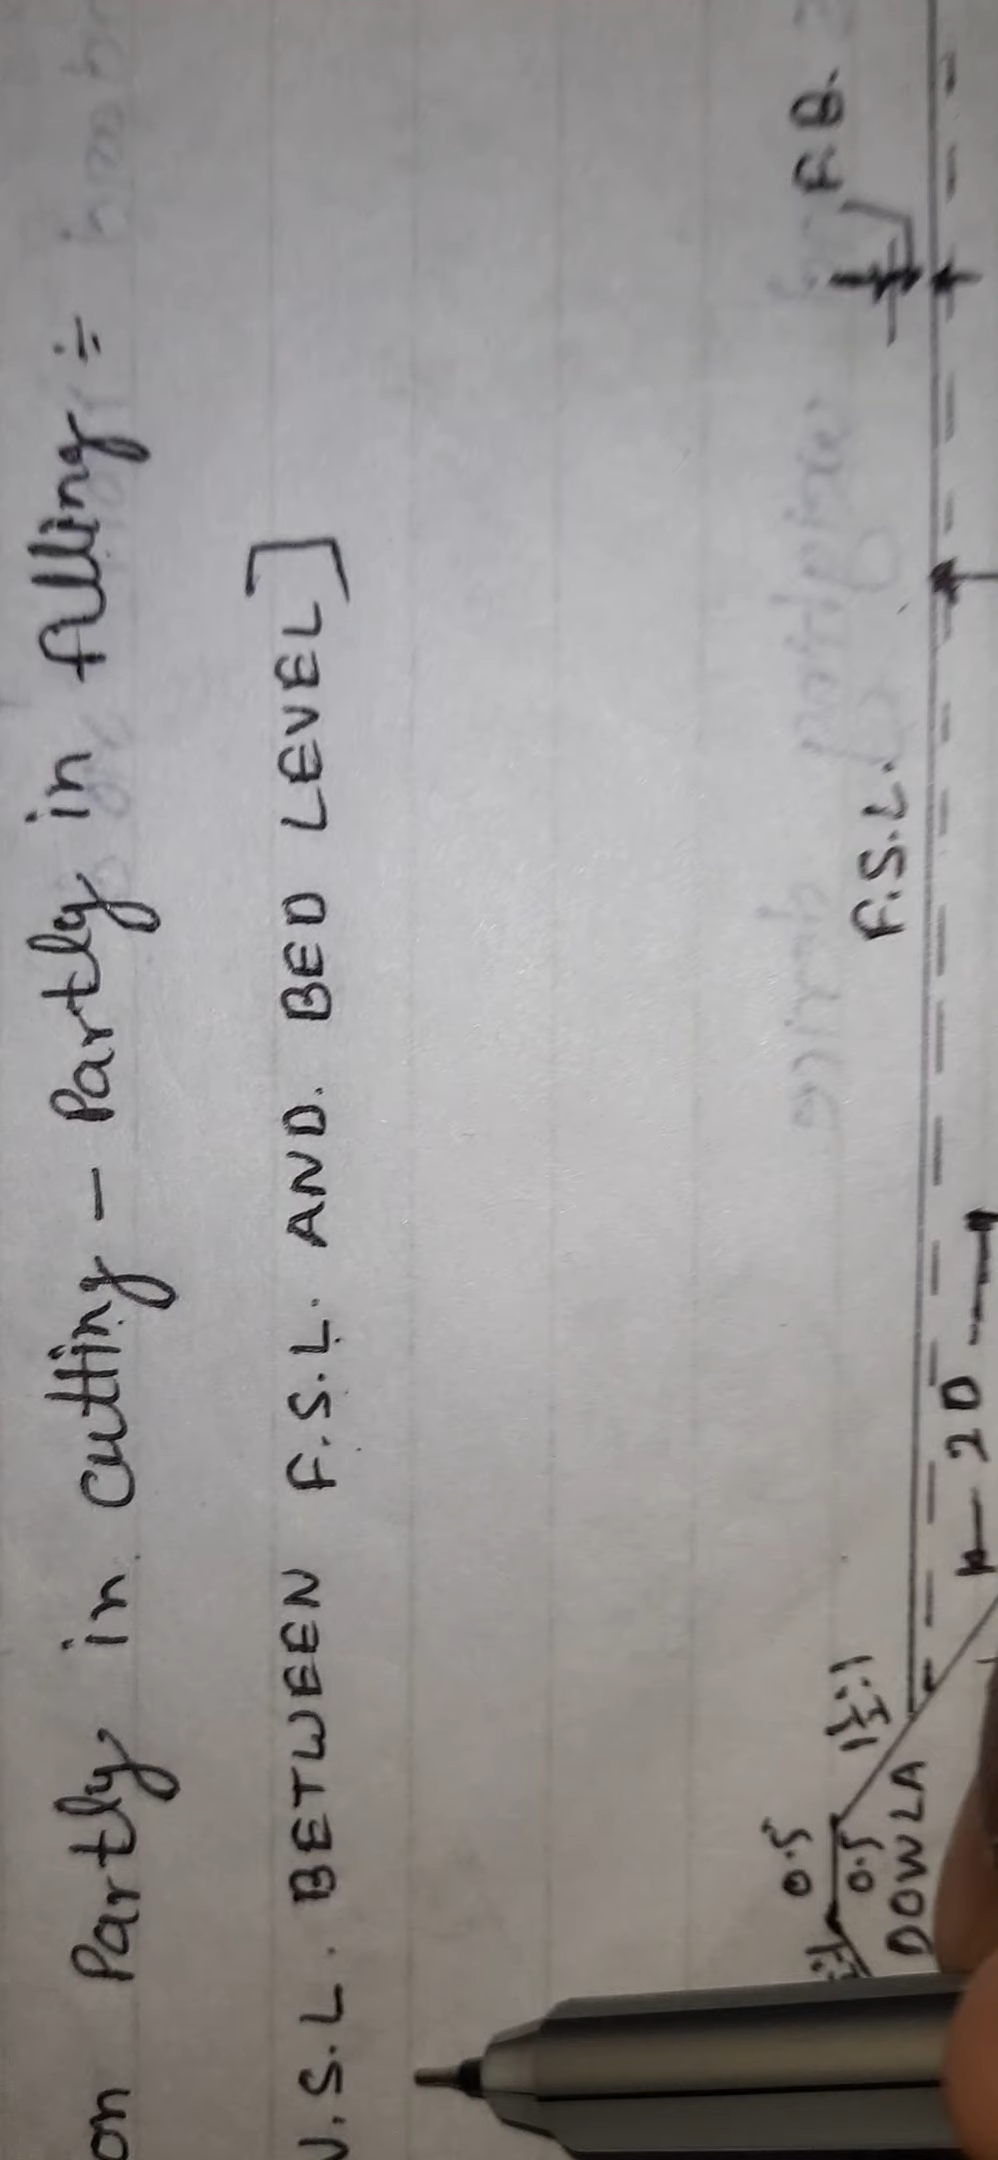 on Partly in cutting - Partly in filling ÷
.S.L. BETWEEN F.S.L. AND. BED LEVEL]
F.B.
F.S.L.
0.5
1½:1
0.5
DOWLA
2D